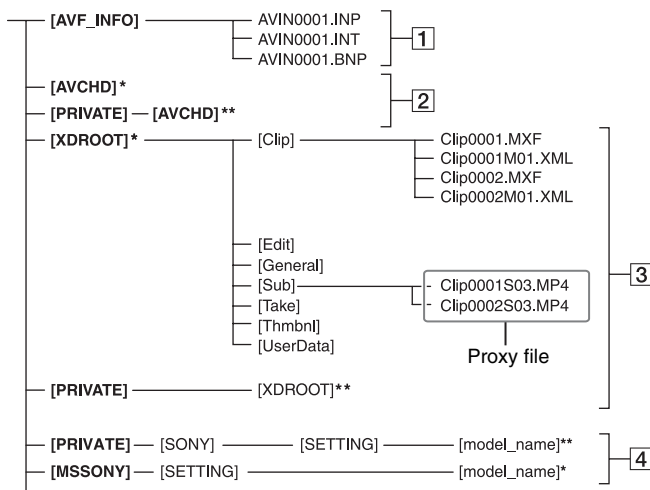 [AVF_INFO] AVIN0001.INP
AVIN0001.INT
AVIN0001.BNP
1
[AVCHD]*
[PRIVATE] [AVCHD]**
2
[XDROOT]* [Clip] Clip0001.MXF
Clip0001M01.XML
Clip0002.MXF
Clip0002M01.XML
[Edit]
[General]
[Sub] Clip0001S03.MP4
[Take] Clip0002S03.MP4
[Thmbnl]
[UserData]
Proxy file
3
[PRIVATE] [XDROOT]**
[PRIVATE] [SONY] [SETTING] [model_name]**
[MSSONY] [SETTING] [model_name]*
4